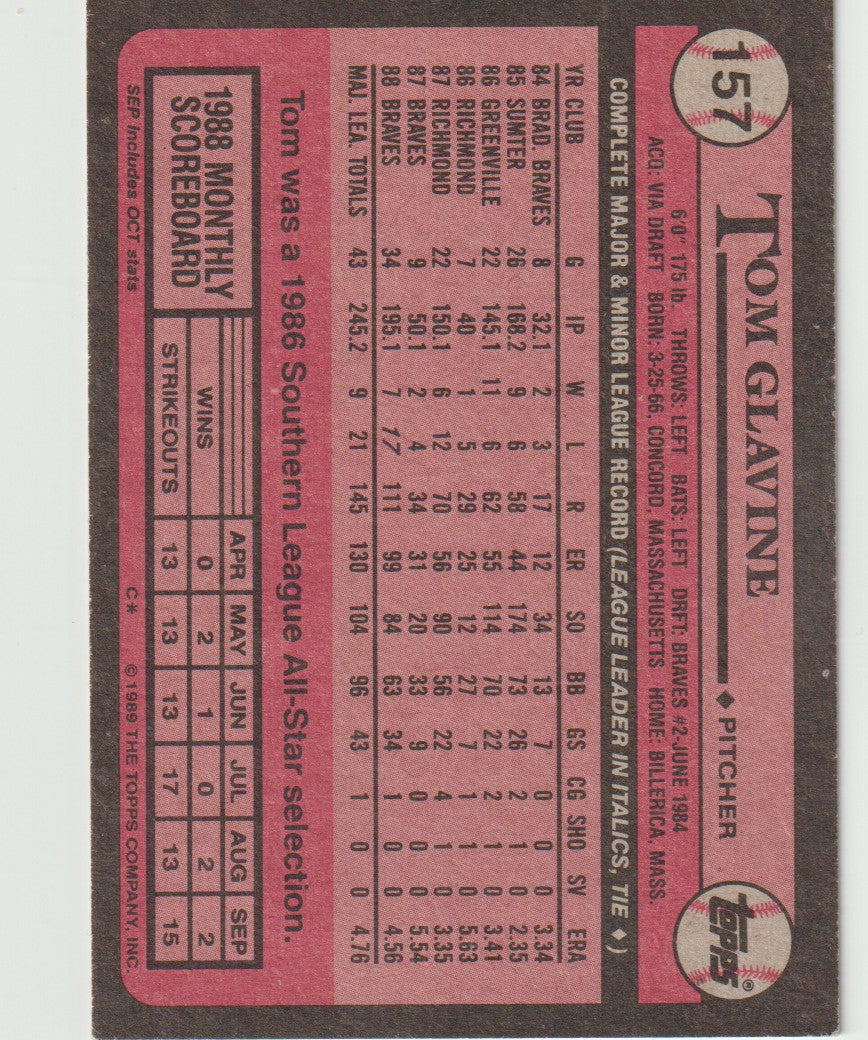 157
TOM GLAVINE ♦ PITCHER
topps®
6'0" 175 lb. THROWS: LEFT BATS: LEFT DRFT: BRAVES #2-JUNE 1984
ACQ: VIA DRAFT BORN: 3-25-66, CONCORD, MASSACHUSETTS HOME: BILLERICA, MASS.
COMPLETE MAJOR & MINOR LEAGUE RECORD (LEAGUE LEADER IN ITALICS, TIE ♦)
YR CLUB G IP W L R ER SO BB GS CG SHO SV ERA
84 BRAD. BRAVES 8 32.1 2 3 17 12 34 13 7 0 0 0 3.34
85 SUMTER 26 168.2 9 6 58 44 174 73 26 2 1 0 2.35
86 GREENVILLE 22 145.1 11 6 62 55 114 70 22 2 1 0 3.41
86 RICHMOND 7 40 1 5 29 25 12 27 7 1 0 0 5.63
87 RICHMOND 22 150.1 6 12 70 56 90 56 22 4 1 0 3.35
87 BRAVES 9 50.1 2 4 34 31 20 33 9 0 0 0 5.54
88 BRAVES 34 195.1 7 17 111 99 84 63 34 1 0 0 4.56
MAJ. LEA. TOTALS 43 245.2 9 21 145 130 104 96 43 1 0 0 4.76
Tom was a 1986 Southern League All-Star selection.
1988 MONTHLY
SCOREBOARD
APR MAY JUN JUL AUG SEP
WINS 0 2 1 0 2 2
STRIKEOUTS 13 13 13 17 13 15
SEP includes OCT stats
C* © 1989 THE TOPPS COMPANY, INC.